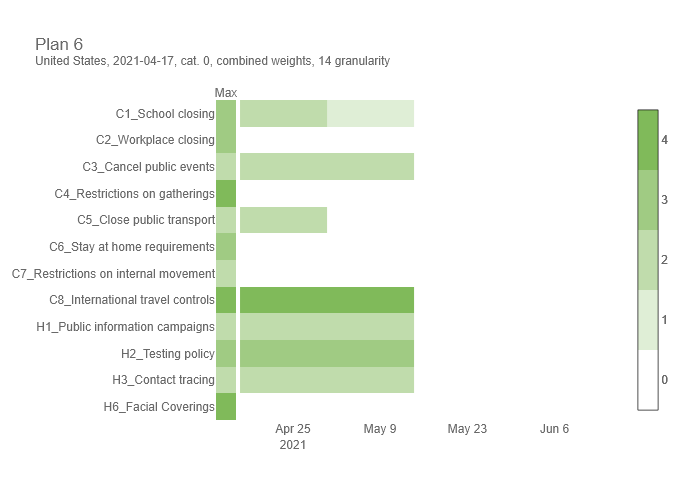 Plan 6
United States, 2021-04-17, cat. 0, combined weights, 14 granularity
Max
C1_School closing
C2_Workplace closing
C3_Cancel public events
C4_Restrictions on gatherings
C5_Close public transport
C6_Stay at home requirements
C7_Restrictions on internal movement
C8_International travel controls
H1_Public information campaigns
H2_Testing policy
H3_Contact tracing
H6_Facial Coverings
Apr 25 May 9 May 23 Jun 6
2021
4
3
2
1
0